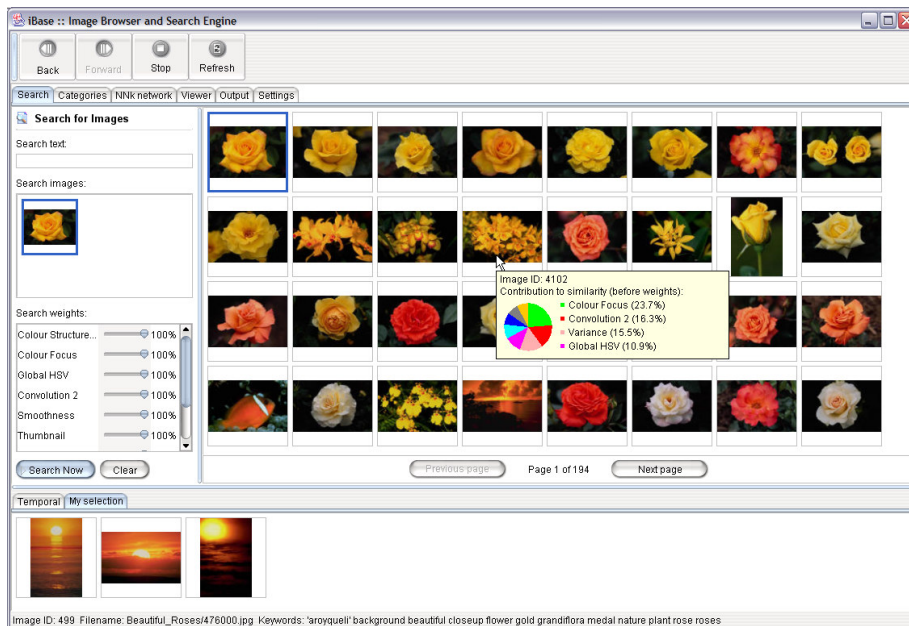 iBase :: Image Browser and Search Engine
Back Forward Stop Refresh
Search Categories NNk network Viewer Output Settings
Search for Images
Search text:
Search images:
Image ID: 4102
Contribution to similarity (before weights):
Colour Focus (23.7%)
Convolution 2 (16.3%)
Variance (15.5%)
Global HSV (10.9%)
Search weights:
Colour Structure... 100%
Colour Focus 100%
Global HSV 100%
Convolution 2 100%
Smoothness 100%
Thumbnail 100%
Search Now Clear
Previous page Page 1 of 194 Next page
Temporal My selection
Image ID: 499 Filename: Beautiful_Roses/476000.jpg Keywords: 'aroyqueli' background beautiful closeup flower gold grandiflora medal nature plant rose roses